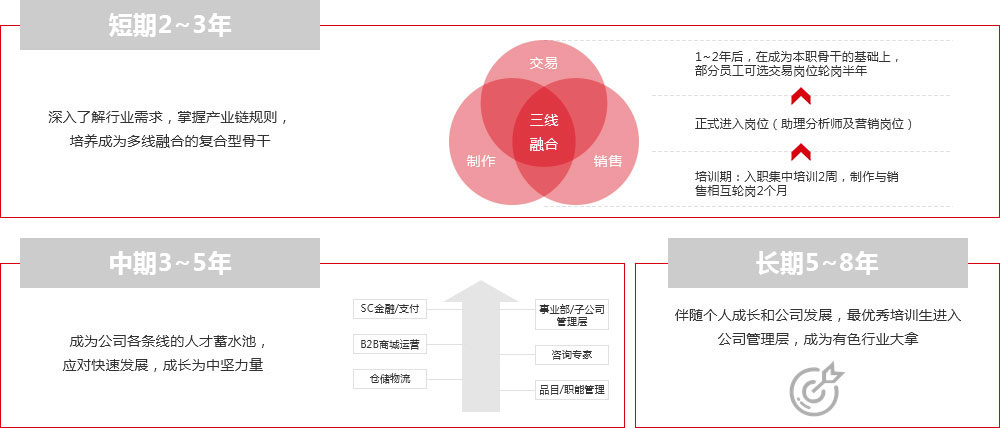 短期2~3年
深入了解行业需求，掌握产业链规则，
培养成为多线融合的复合型骨干
交易
三线
融合
制作
销售
1~2年后，在成为本职骨干的基础上，
部分员工可选交易岗位轮岗半年
正式进入岗位（助理分析师及营销岗位）
培训期：入职集中培训2周，制作与销
售相互轮岗2个月
中期3~5年
成为公司各条线的人才蓄水池，
应对快速发展，成长为中坚力量
SC金融/支付
B2B商城运营
仓储物流
事业部/子公司
管理层
咨询专家
品目/职能管理
长期5~8年
伴随个人成长和公司发展，最优秀培训生进入
公司管理层，成为有色行业大拿